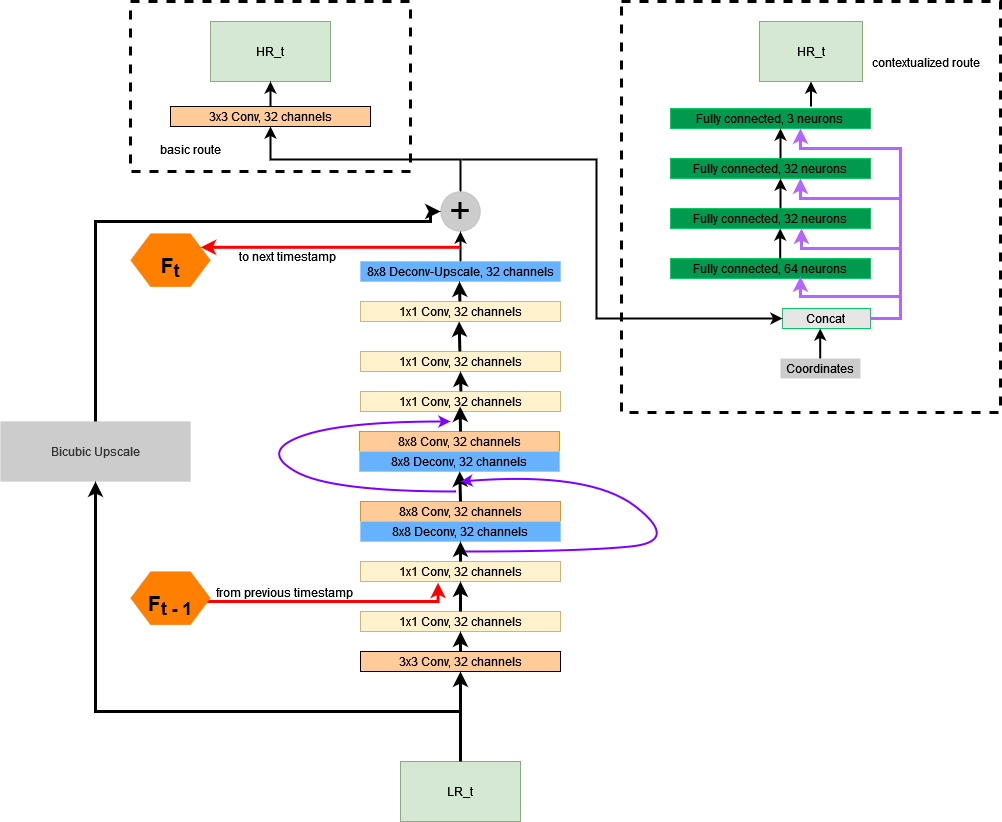 HR_t
3x3 Conv, 32 channels
basic route
HR_t
contextualized route
Fully connected, 3 neurons
Fully connected, 32 neurons
Fully connected, 32 neurons
Fully connected, 64 neurons
Concat
Coordinates
+
F_t
to next timestamp
8x8 Deconv-Upscale, 32 channels
1x1 Conv, 32 channels
1x1 Conv, 32 channels
1x1 Conv, 32 channels
8x8 Conv, 32 channels
8x8 Deconv, 32 channels
Bicubic Upscale
8x8 Conv, 32 channels
8x8 Deconv, 32 channels
1x1 Conv, 32 channels
F_t - 1
from previous timestamp
1x1 Conv, 32 channels
3x3 Conv, 32 channels
LR_t